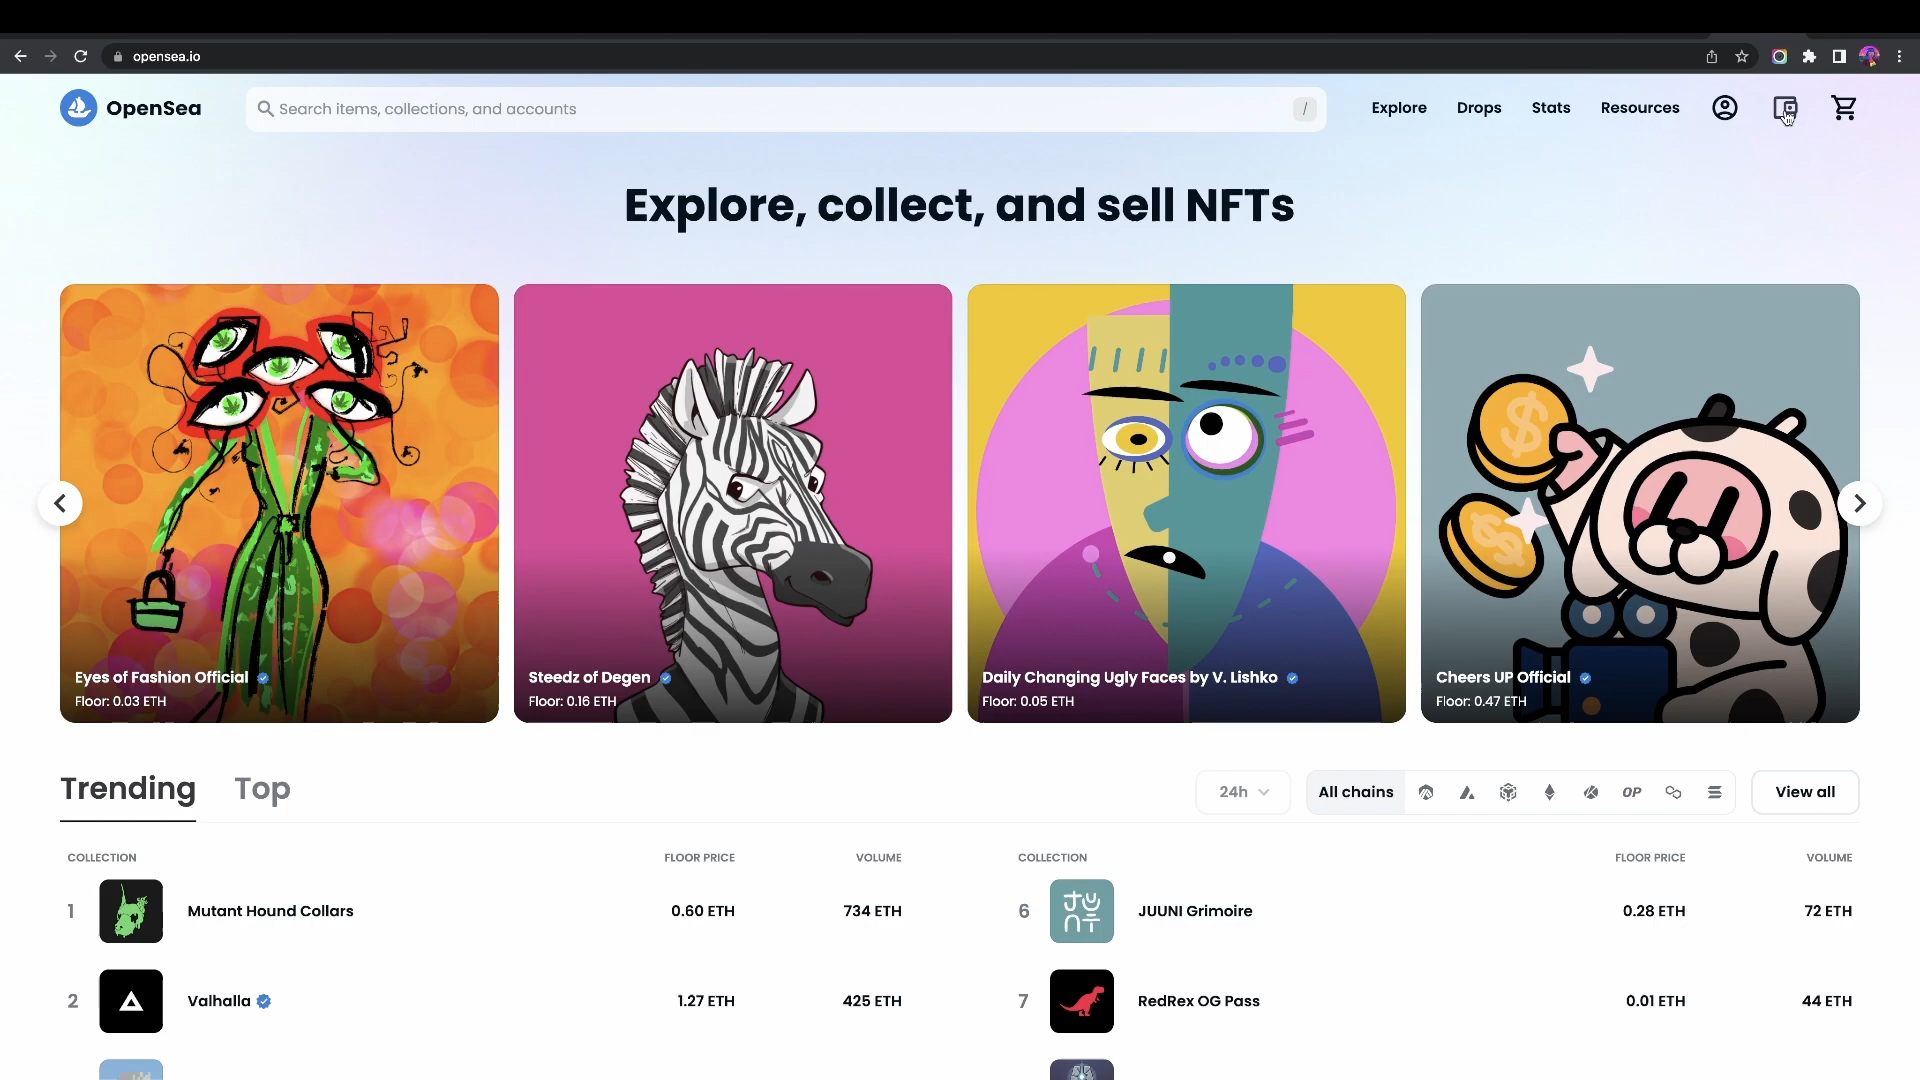 opensea.io
OpenSea
Search items, collections, and accounts
/
Explore
Drops
Stats
Resources
Explore, collect, and sell NFTs
Eyes of Fashion Official
Floor: 0.03 ETH
Steedz of Degen
Floor: 0.16 ETH
Daily Changing Ugly Faces by V. Lishko
Floor: 0.05 ETH
Cheers UP Official
Floor: 0.47 ETH
Trending
Top
24h
All chains
OP
View all
COLLECTION FLOOR PRICE VOLUME
1 Mutant Hound Collars 0.60 ETH 734 ETH
2 Valhalla 1.27 ETH 425 ETH
COLLECTION FLOOR PRICE VOLUME
6 JUUNI Grimoire 0.28 ETH 72 ETH
7 RedRex OG Pass 0.01 ETH 44 ETH